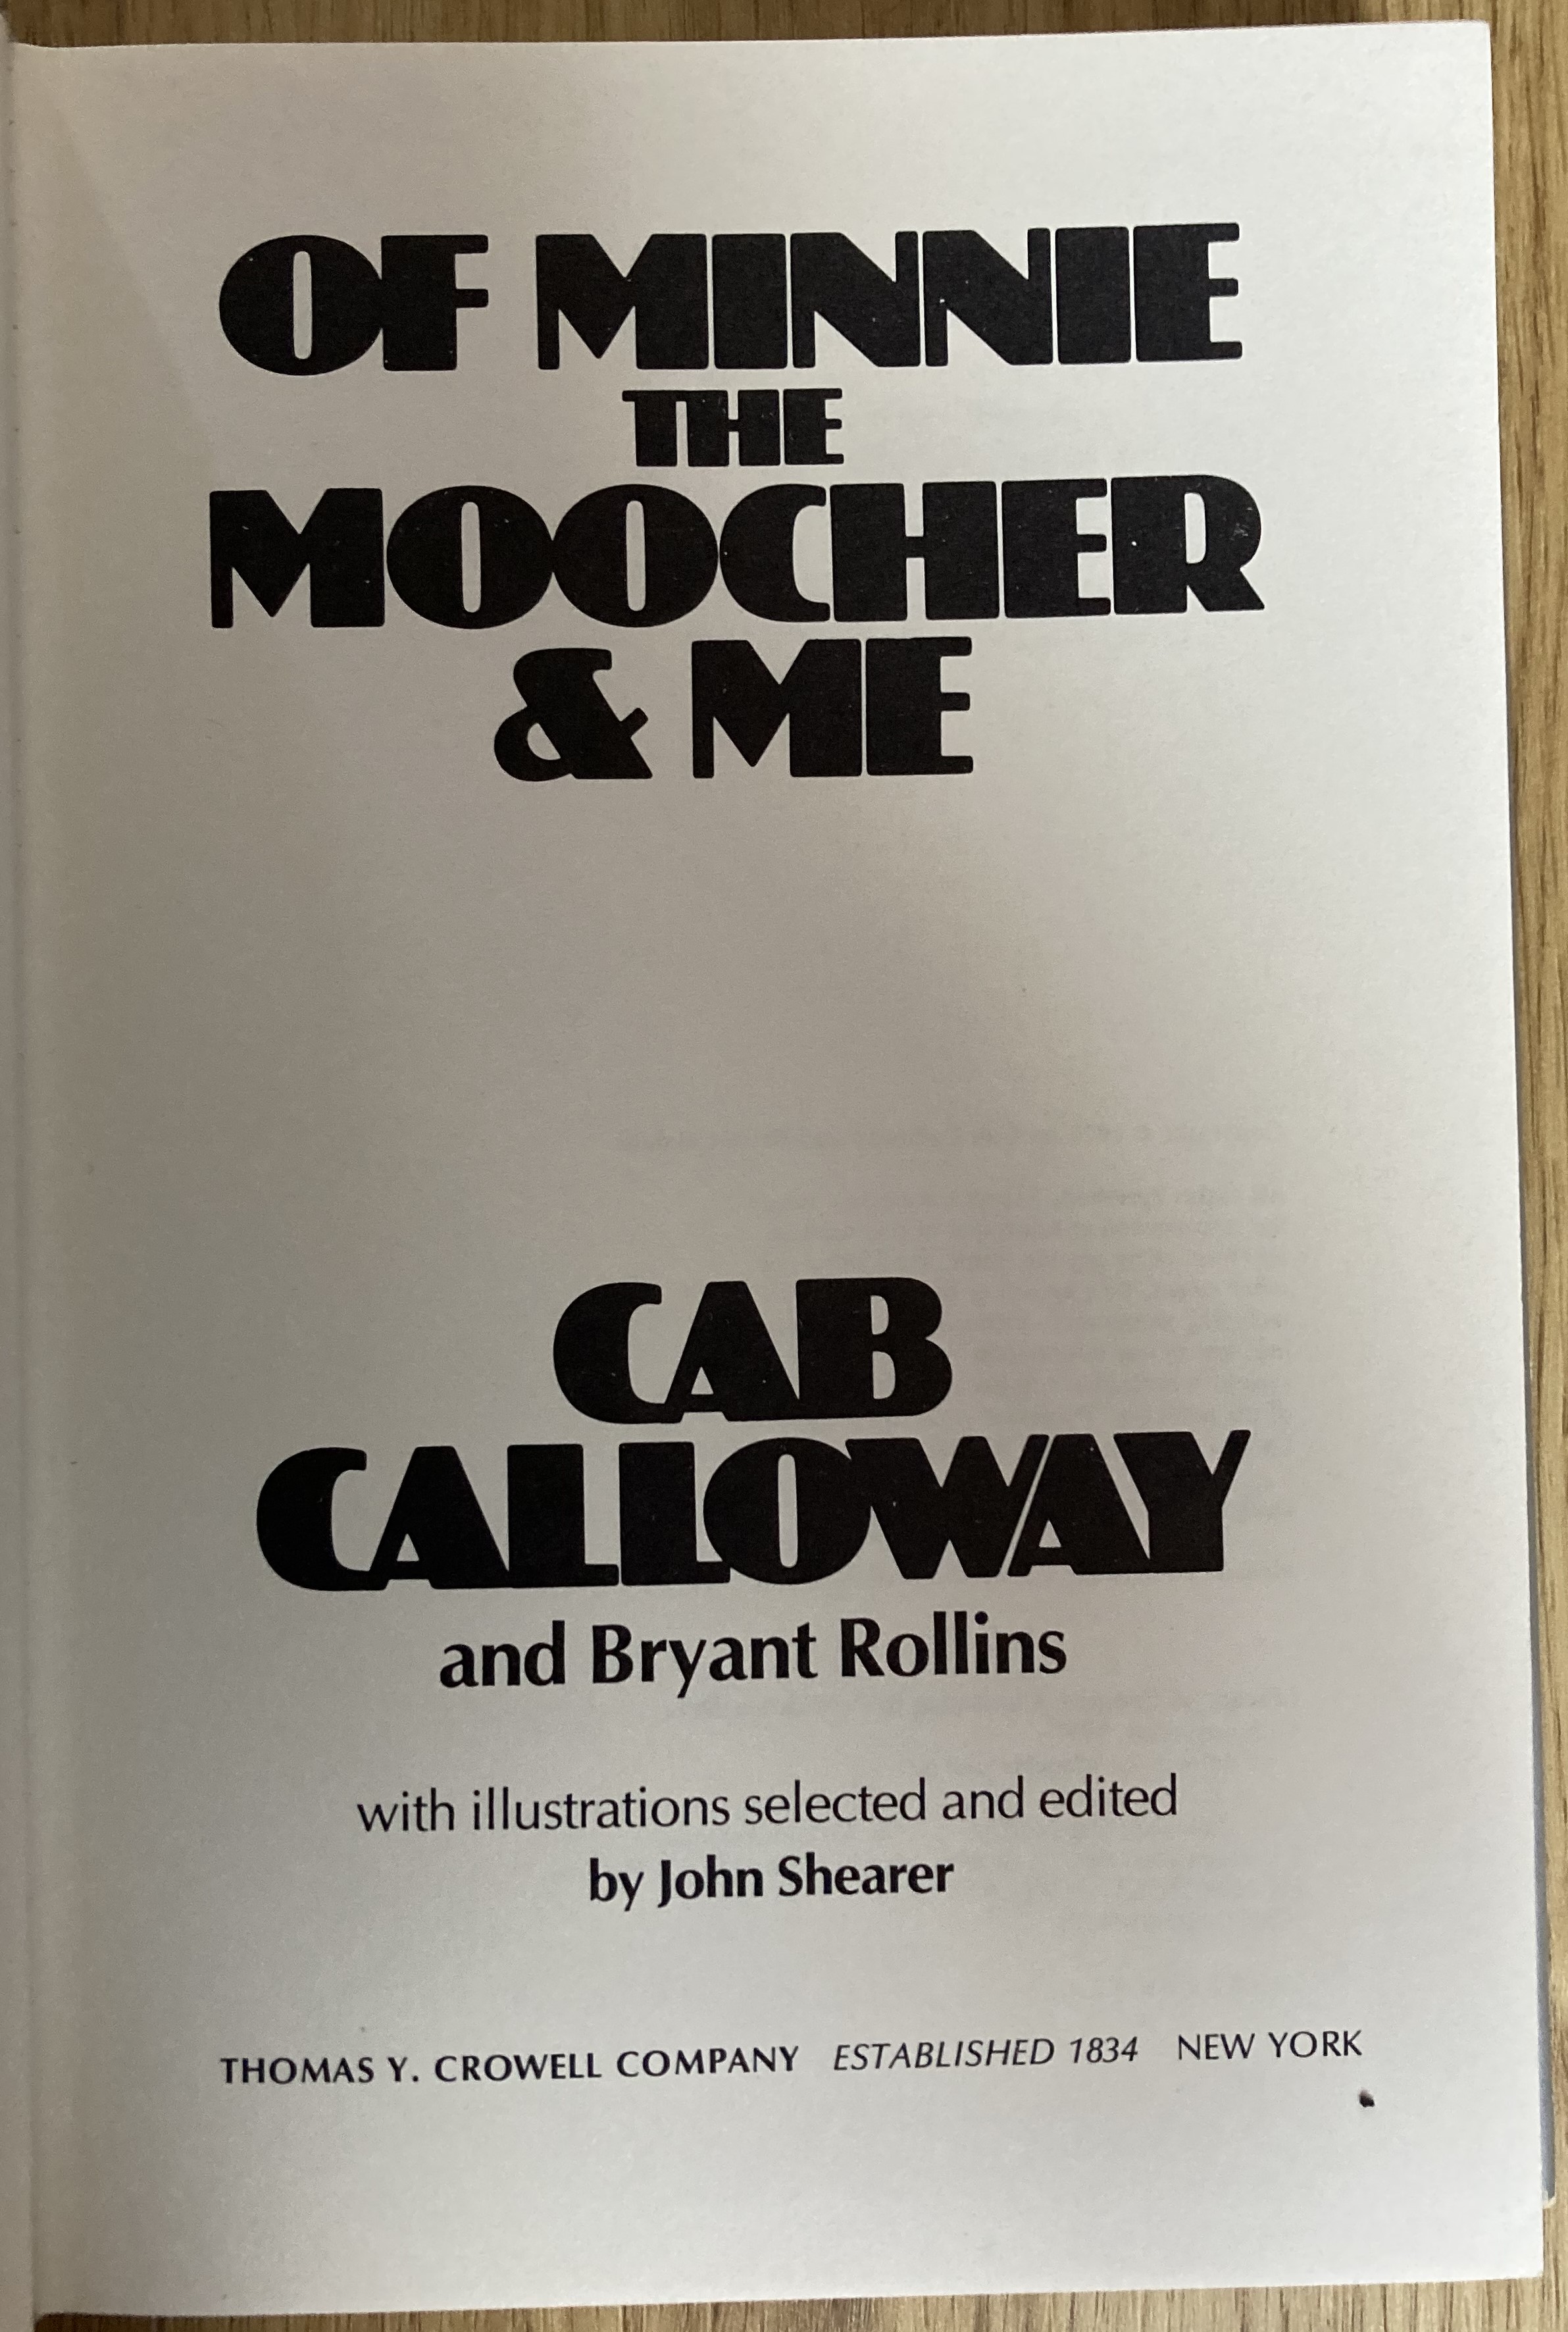 OF MINNIE
THE
MOOCHER
& ME
CAB
CALLOWAY
and Bryant Rollins
with illustrations selected and edited
by John Shearer
THOMAS Y. CROWELL COMPANY ESTABLISHED 1834 NEW YORK